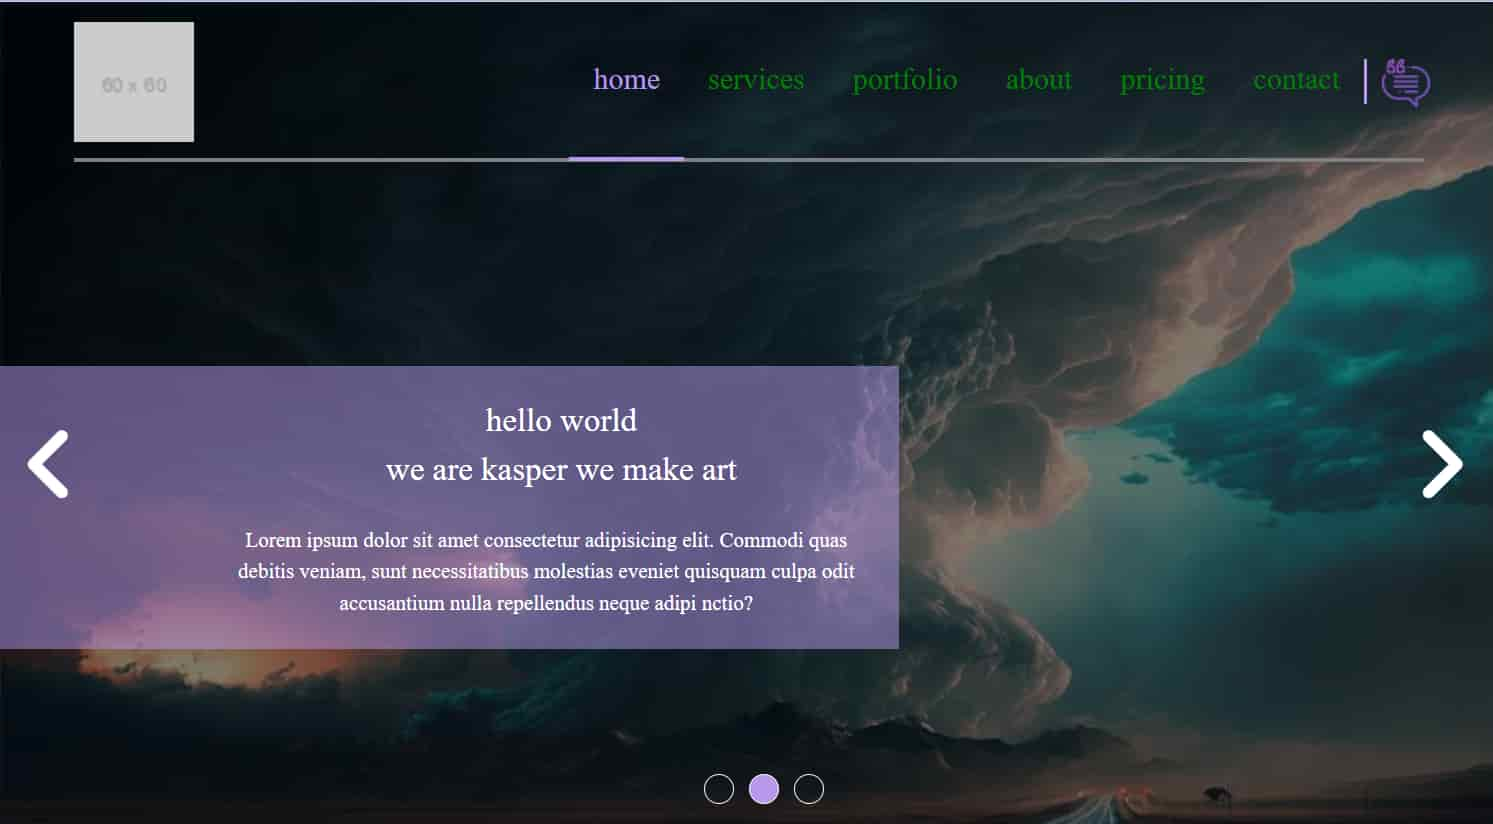 60 x 60
home services portfolio about pricing contact
hello world
we are kasper we make art
Lorem ipsum dolor sit amet consectetur adipisicing elit. Commodi quas
debitis veniam, sunt necessitatibus molestias eveniet quisquam culpa odit
accusantium nulla repellendus neque adipi nctio?